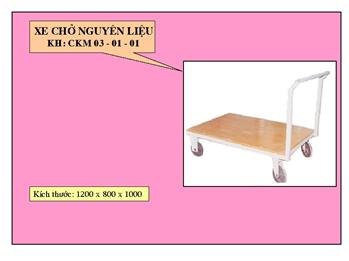 XE CHỞ NGUYÊN LIỆU
KH: CKM 03 - 01 - 01
Kích thước: 1200 x 800 x 1000